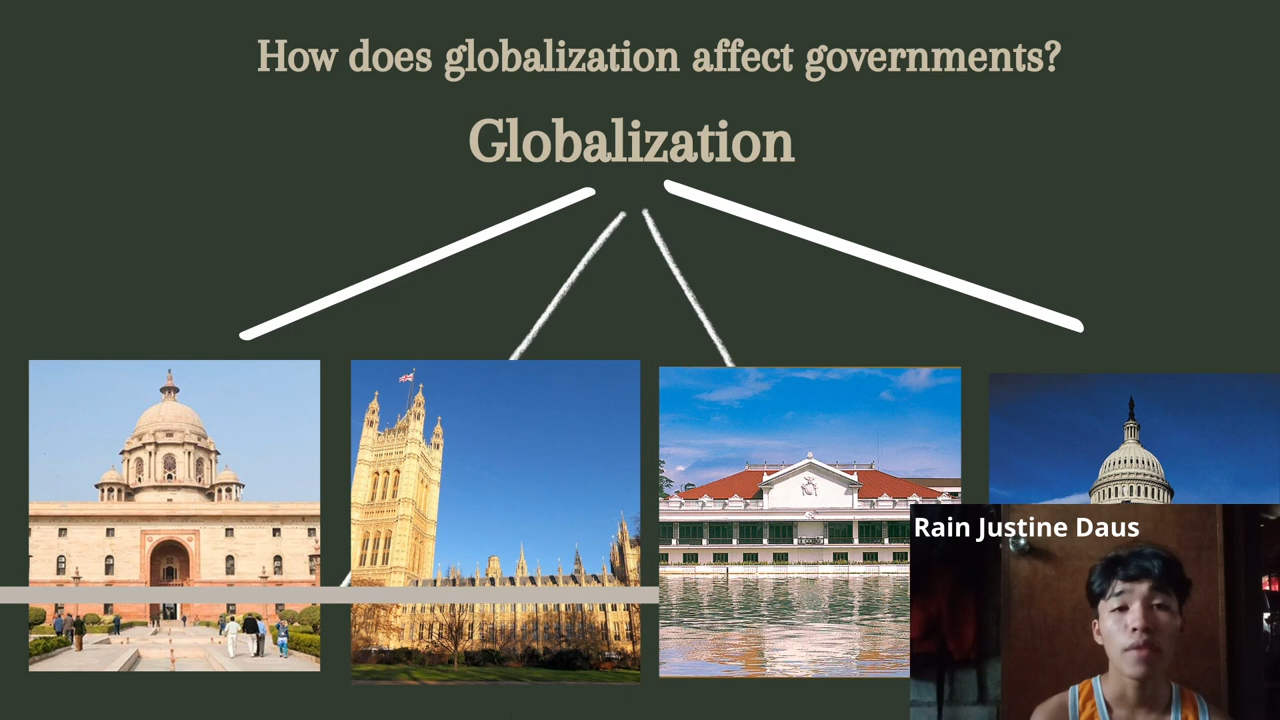 How does globalization affect governments?
Globalization
Rain Justine Daus